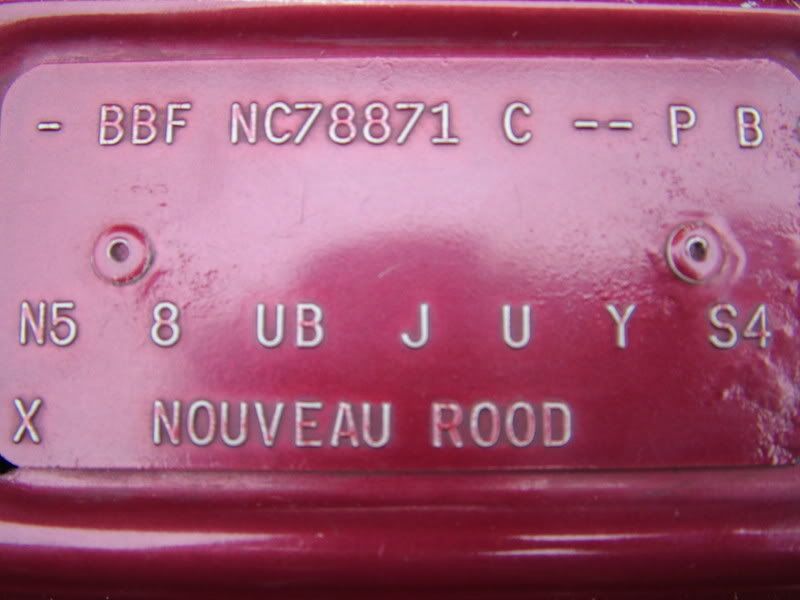 - BBF NC78871 C -- P B
N5 8 UB J U Y S4
X NOUVEAU ROOD